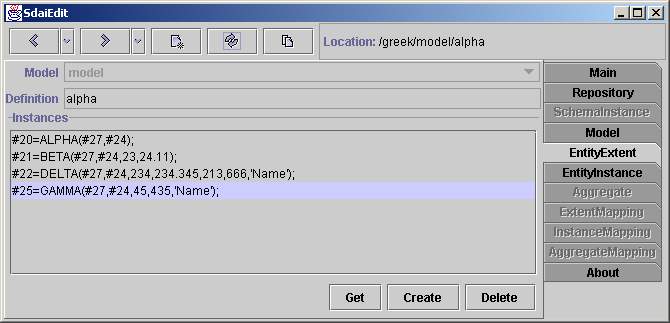 SdaiEdit
Location: /greek/model/alpha
Model model
Definition alpha
Instances
#20=ALPHA(#27,#24);
#21=BETA(#27,#24,23,24.11);
#22=DELTA(#27,#24,234,234.345,213,666,'Name');
#25=GAMMA(#27,#24,45,435,'Name');
Get Create Delete
Main
Repository
SchemaInstance
Model
EntityExtent
EntityInstance
Aggregate
ExtentMapping
InstanceMapping
AggregateMapping
About